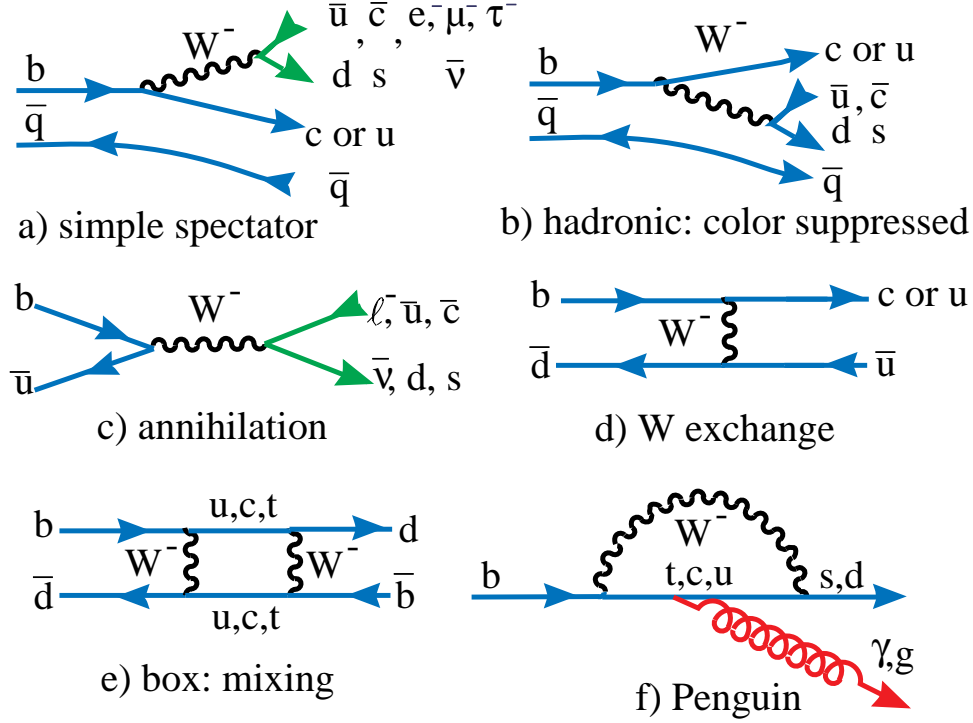 u̅ , c̅ , e⁻, μ⁻, τ⁻
W⁻
d s ν̅
b
q̅
c or u
q̅
a) simple spectator
W⁻
c or u
b
u̅, c̅
q̅
d s
q̅
b) hadronic: color suppressed
b
W⁻
ℓ⁻, u̅, c̅
u̅
ν̅, d, s
c) annihilation
b
c or u
W⁻
d̅
u̅
d) W exchange
u,c,t
b
d
W⁻
W⁻
d̅
b̅
u,c,t
e) box: mixing
W⁻
b
t,c,u
s,d
γ,g
f) Penguin